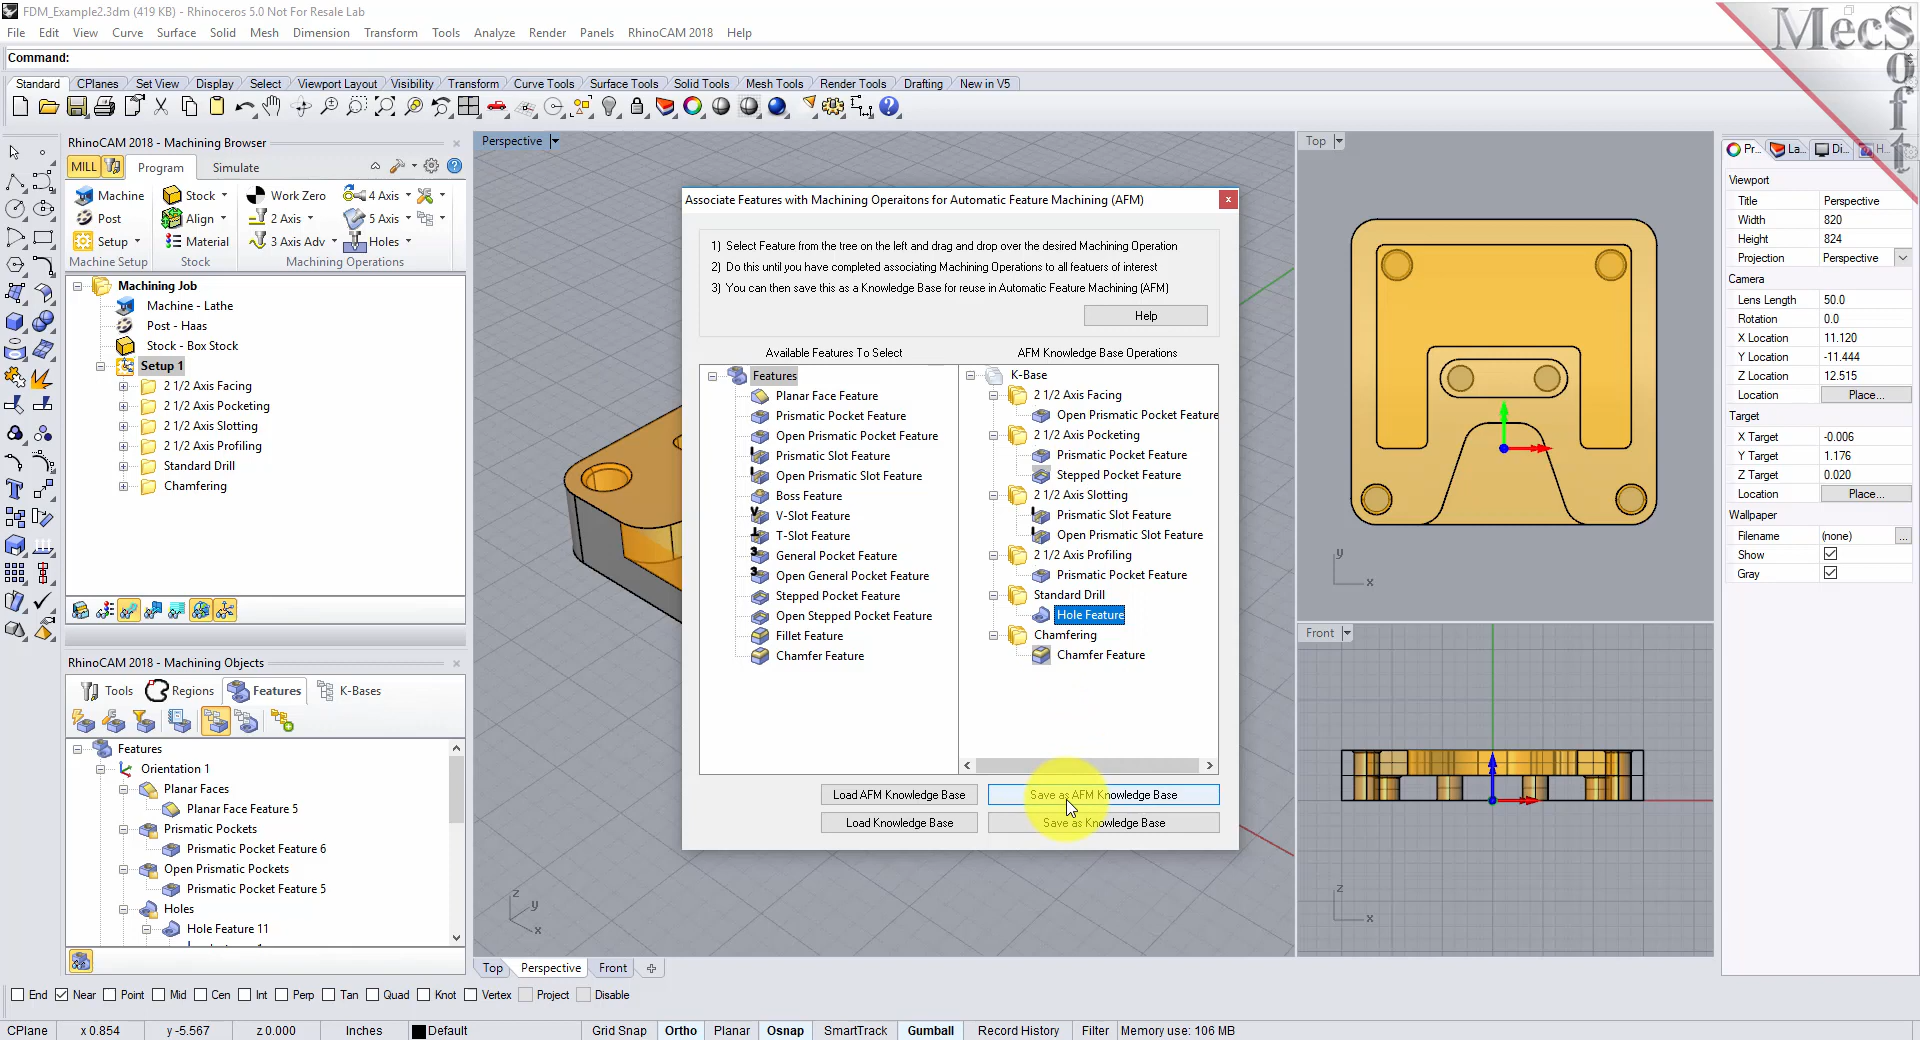 FDM_Example2.3dm (419 KB) - Rhinoceros 5.0 Not For Resale Lab
File Edit View Curve Surface Solid Mesh Dimension Transform Tools Analyze Render Panels RhinoCAM 2018 Help
Command:
Standard CPlanes Set View Display Select Viewport Layout Visibility Transform Curve Tools Surface Tools Solid Tools Mesh Tools Render Tools Drafting New in V5
MecSoft
RhinoCAM 2018 - Machining Browser
MILL Program Simulate
Machine Stock Work Zero 4 Axis
Post Align 2 Axis 5 Axis
Setup Material 3 Axis Adv Holes
Machine Setup Stock Machining Operations
Machining Job
Machine - Lathe
Post - Haas
Stock - Box Stock
Setup 1
2 1/2 Axis Facing
2 1/2 Axis Pocketing
2 1/2 Axis Slotting
2 1/2 Axis Profiling
Standard Drill
Chamfering
RhinoCAM 2018 - Machining Objects
Tools Regions Features K-Bases
Features
Orientation 1
Planar Faces
Planar Face Feature 5
Prismatic Pockets
Prismatic Pocket Feature 6
Open Prismatic Pockets
Prismatic Pocket Feature 5
Holes
Hole Feature 11
Perspective
Associate Features with Machining Operaitons for Automatic Feature Machining (AFM)
1) Select Feature from the tree on the left and drag and drop over the desired Machining Operation
2) Do this until you have completed associating Machining Operations to all featuers of interest
3) You can then save this as a Knowledge Base for reuse in Automatic Feature Machining (AFM)
Help
Available Features To Select
Features
Planar Face Feature
Prismatic Pocket Feature
Open Prismatic Pocket Feature
Prismatic Slot Feature
Open Prismatic Slot Feature
Boss Feature
V-Slot Feature
T-Slot Feature
General Pocket Feature
Open General Pocket Feature
Stepped Pocket Feature
Open Stepped Pocket Feature
Fillet Feature
Chamfer Feature
AFM Knowledge Base Operations
K-Base
2 1/2 Axis Facing
Open Prismatic Pocket Feature
2 1/2 Axis Pocketing
Prismatic Pocket Feature
Stepped Pocket Feature
2 1/2 Axis Slotting
Prismatic Slot Feature
Open Prismatic Slot Feature
2 1/2 Axis Profiling
Prismatic Pocket Feature
Standard Drill
Hole Feature
Chamfering
Chamfer Feature
Load AFM Knowledge Base Save as AFM Knowledge Base
Load Knowledge Base Save as Knowledge Base
z
y
x
Top
y
x
Front
z
x
Pr... La... Di... H...
Viewport
Title Perspective
Width 820
Height 824
Projection Perspective
Camera
Lens Length 50.0
Rotation 0.0
X Location 11.120
Y Location -11.444
Z Location 12.515
Location Place...
Target
X Target -0.006
Y Target 1.176
Z Target 0.020
Location Place...
Wallpaper
Filename (none) ...
Show
Gray
Top Perspective Front
End Near Point Mid Cen Int Perp Tan Quad Knot Vertex Project Disable
CPlane x 0.854 y -5.567 z 0.000 Inches Default Grid Snap Ortho Planar Osnap SmartTrack Gumball Record History Filter Memory use: 106 MB